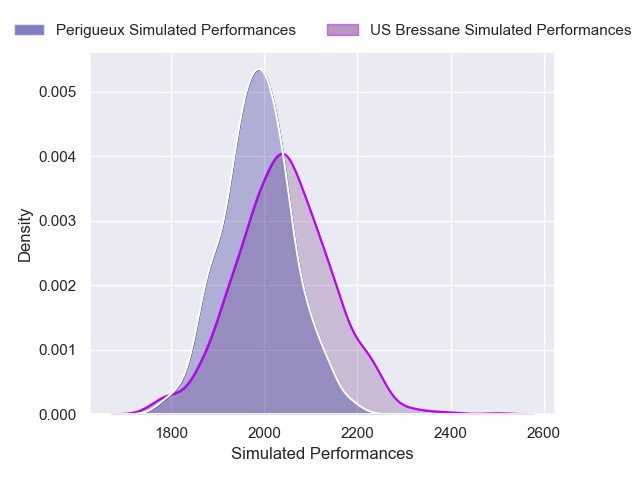 Perigueux Simulated Performances
US Bressane Simulated Performances
0.005
0.004
0.003
0.002
0.001
0.000
Density
1800
2000
2200
2400
2600
Simulated Performances